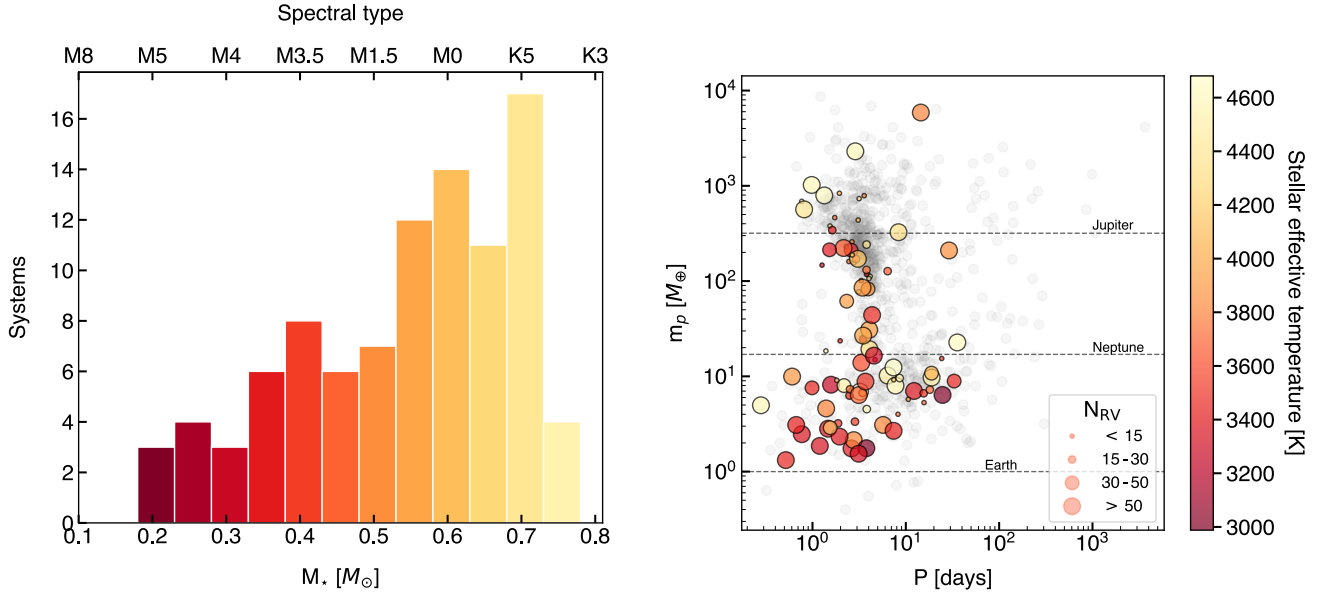 Spectral type
M8 M5 M4 M3.5 M1.5 M0 K5 K3
16
14
12
10
8
6
4
2
0
Systems
0.1 0.2 0.3 0.4 0.5 0.6 0.7 0.8
M⋆ [M⊙]
10⁴
10³
10²
10¹
10⁰
mₚ [M⊕]
Jupiter
Neptune
Earth
N_RV
< 15
15-30
30-50
> 50
10⁰ 10¹ 10² 10³
P [days]
4600
4400
4200
4000
3800
3600
3400
3200
3000
Stellar effective temperature [K]